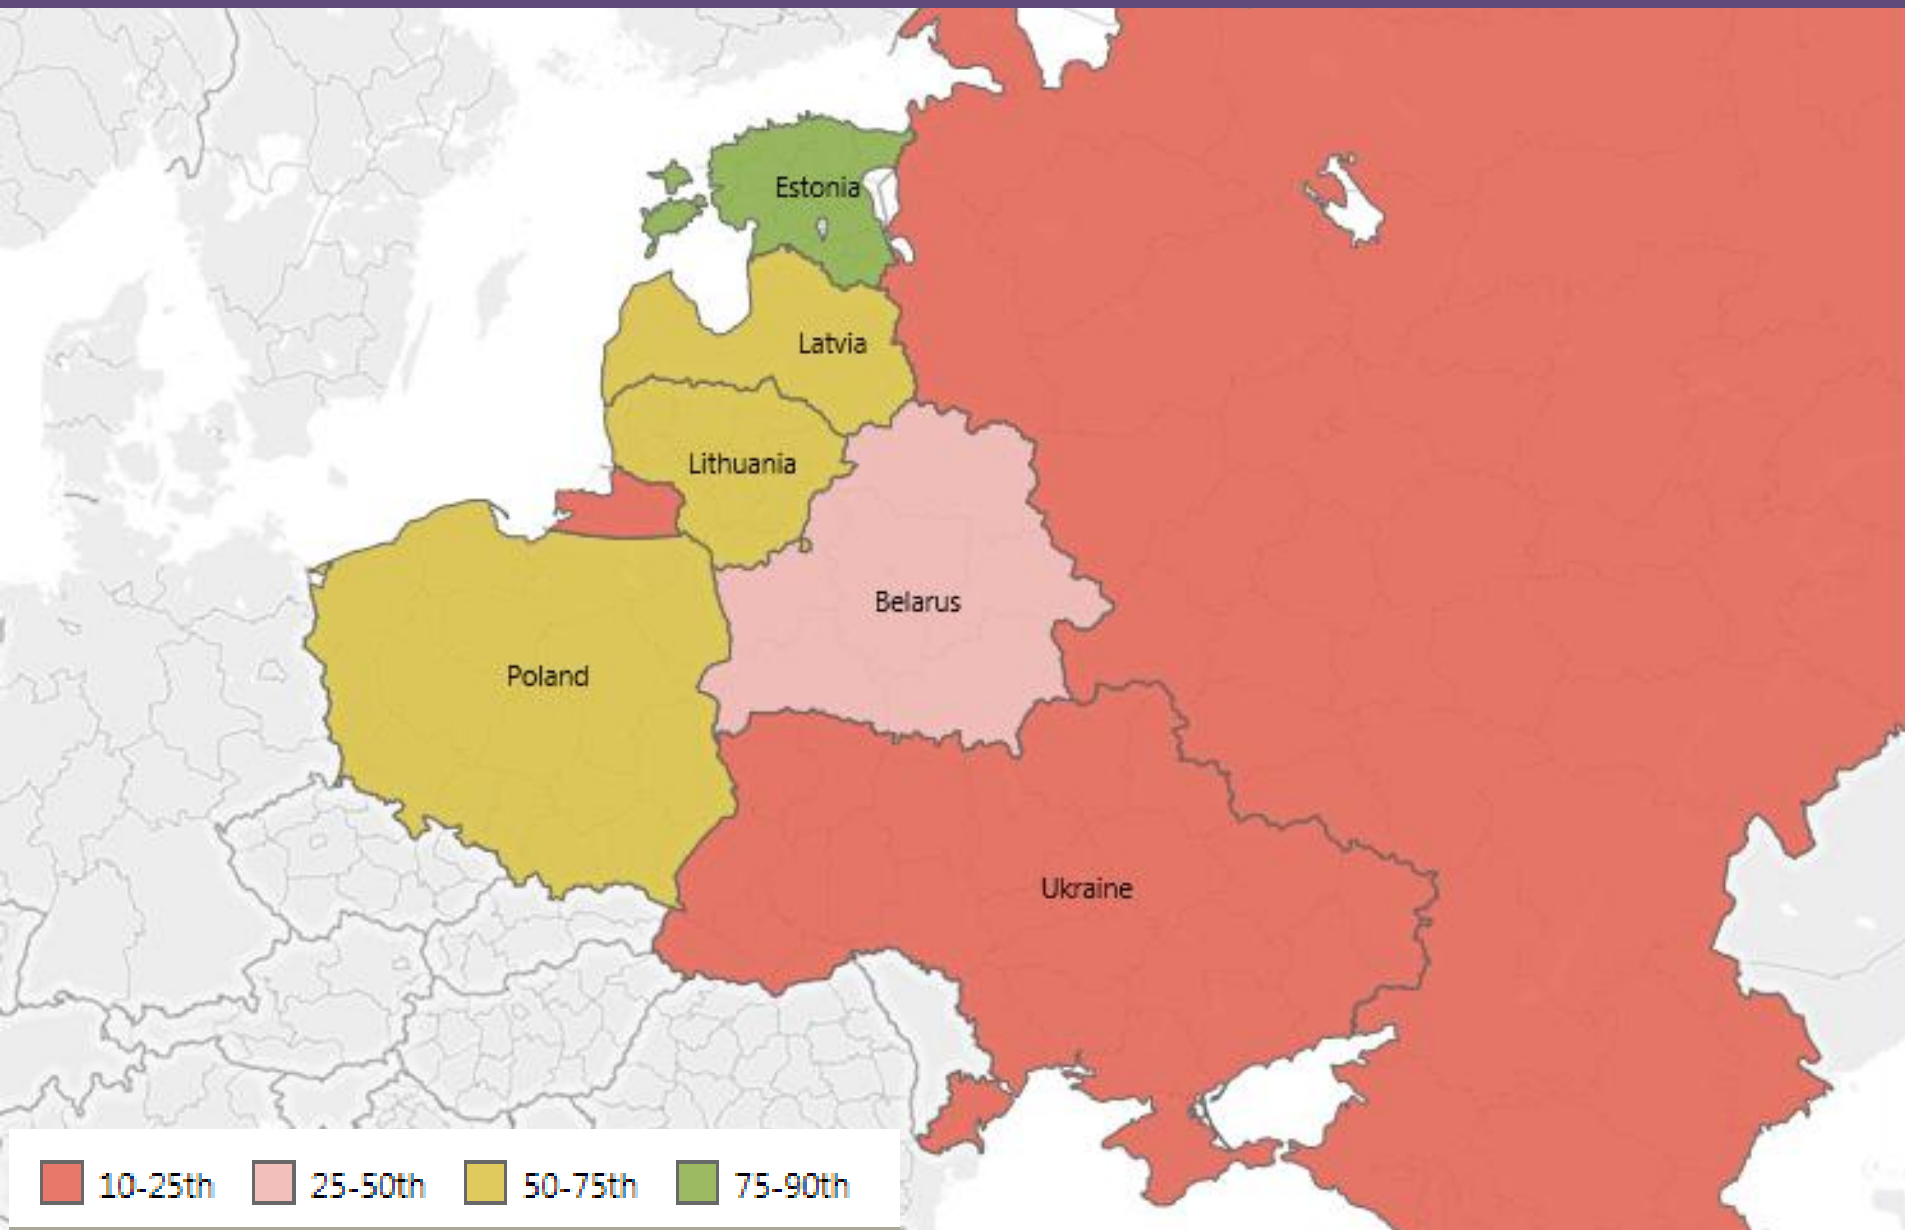 Estonia
Latvia
Lithuania
Belarus
Poland
Ukraine
10-25th 25-50th 50-75th 75-90th